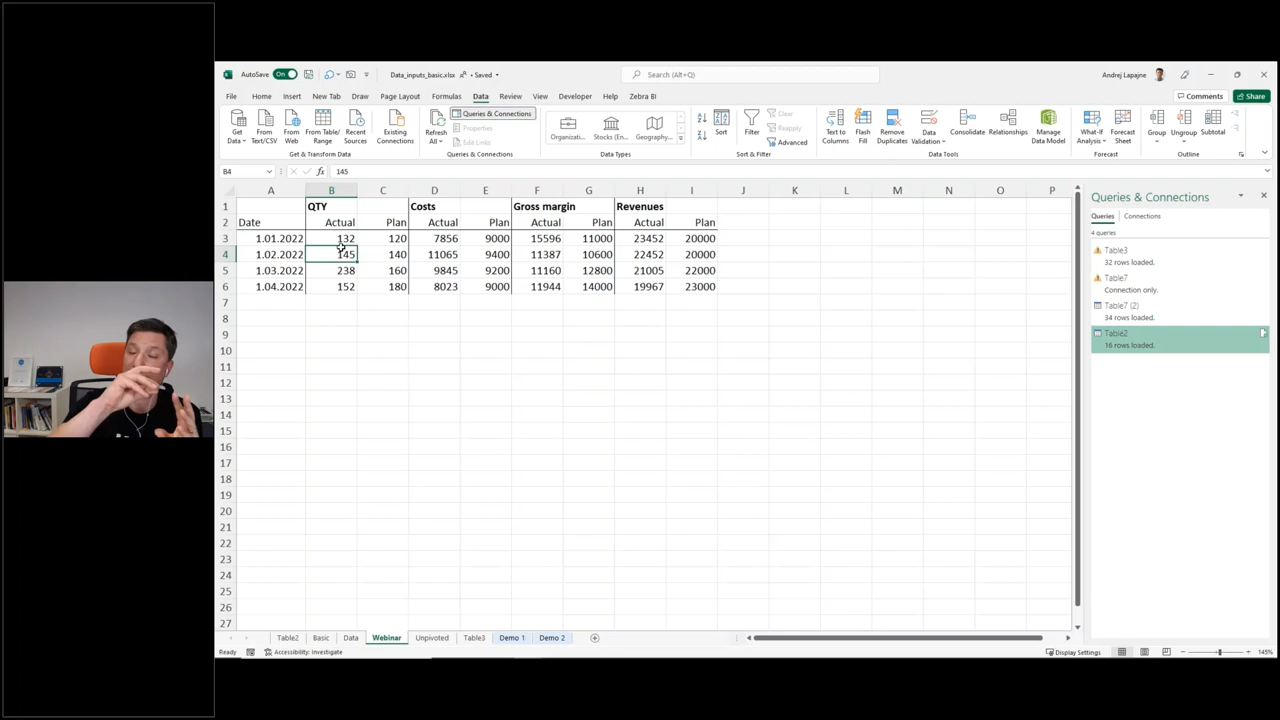 AutoSave On Data_inputs_basic.xlsx Saved Search (Alt+Q) Andrej Lapajne
File Home Insert New Tab Draw Page Layout Formulas Data Review View Developer Help Zebra BI Comments Share
Get Data From Text/CSV From Web From Table/Range Recent Sources Existing Connections
Get & Transform Data
Refresh All Queries & Connections
Properties
Edit Links
Queries & Connections
Organizati... Stocks (En... Geography...
Data Types
Sort Filter Clear
Reapply
Advanced
Sort & Filter
Text to Columns Flash Fill Remove Duplicates Data Validation Consolidate Relationships Manage Data Model
Data Tools
What-If Analysis Forecast Sheet
Forecast
Group Ungroup Subtotal
Outline
B4 fx 145
A B C D E F G H I J K L M N O P
1 QTY Costs Gross margin Revenues
2 Date Actual Plan Actual Plan Actual Plan Actual Plan
3 1.01.2022 132 120 7856 9000 15596 11000 23452 20000
4 1.02.2022 145 140 11065 9400 11387 10600 22452 20000
5 1.03.2022 238 160 9845 9200 11160 12800 21005 22000
6 1.04.2022 152 180 8023 9000 11944 14000 19967 23000
7
8
9
10
11
12
13
14
15
16
17
18
19
20
21
22
23
24
25
26
27
Queries & Connections
Queries Connections
4 queries
Table3
32 rows loaded.
Table7
Connection only.
Table7 (2)
34 rows loaded.
Table2
16 rows loaded.
Table2 Basic Data Webinar Unpivoted Table3 Demo 1 Demo 2
Ready Accessibility: Investigate Display Settings 145%